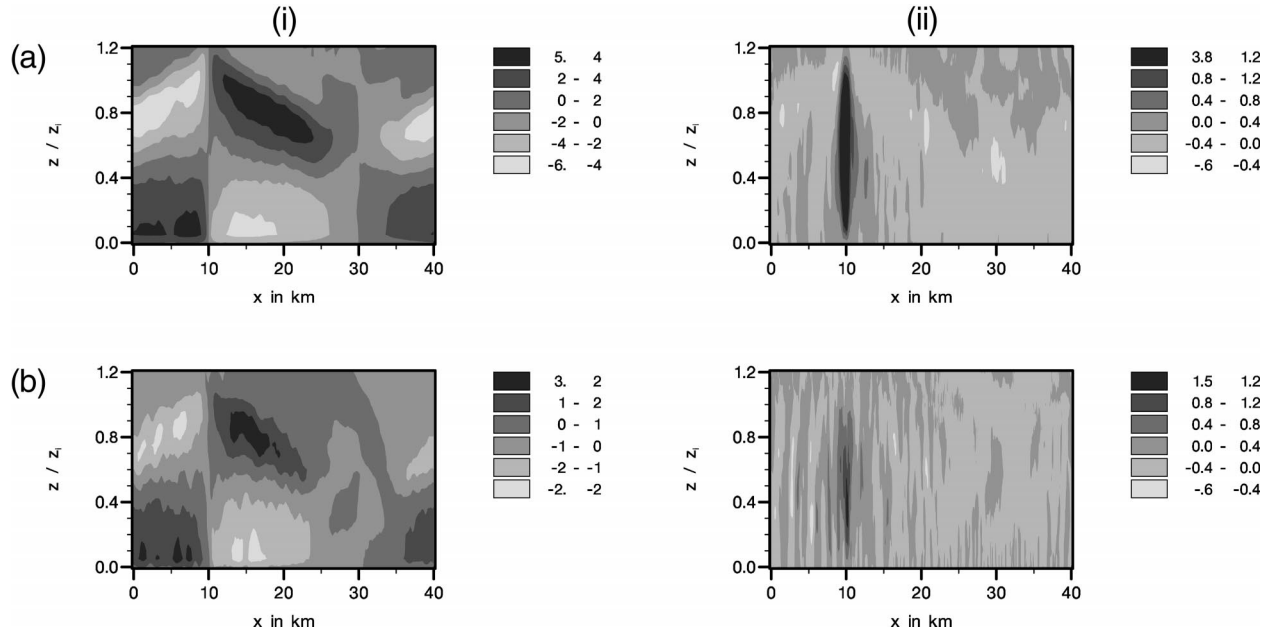 (i) (ii)
(a)
1.2
0.8
0.4
0.0
z / zi
0 10 20 30 40
x in km
5. 4
2 - 4
0 - 2
-2 - 0
-4 - -2
-6. -4
1.2
0.8
0.4
0.0
z / zi
0 10 20 30 40
x in km
3.8 1.2
0.8 - 1.2
0.4 - 0.8
0.0 - 0.4
-0.4 - 0.0
-.6 -0.4
(b)
1.2
0.8
0.4
0.0
z / zi
0 10 20 30 40
x in km
3. 2
1 - 2
0 - 1
-1 - 0
-2 - -1
-2. -2
1.2
0.8
0.4
0.0
z / zi
0 10 20 30 40
x in km
1.5 1.2
0.8 - 1.2
0.4 - 0.8
0.0 - 0.4
-0.4 - 0.0
-.6 -0.4